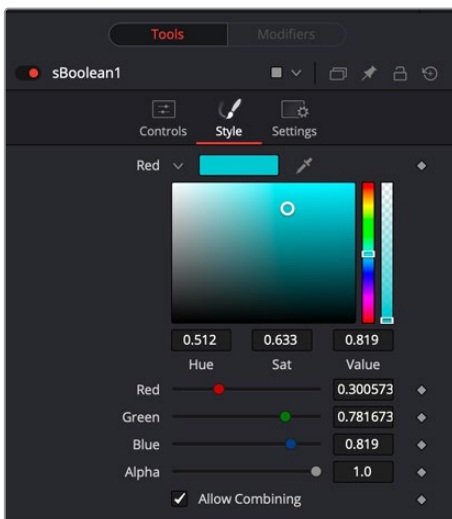 Tools Modifiers
sBoolean1
Controls Style Settings
Red
0.512 0.633 0.819
Hue Sat Value
Red 0.300573
Green 0.781673
Blue 0.819
Alpha 1.0
Allow Combining